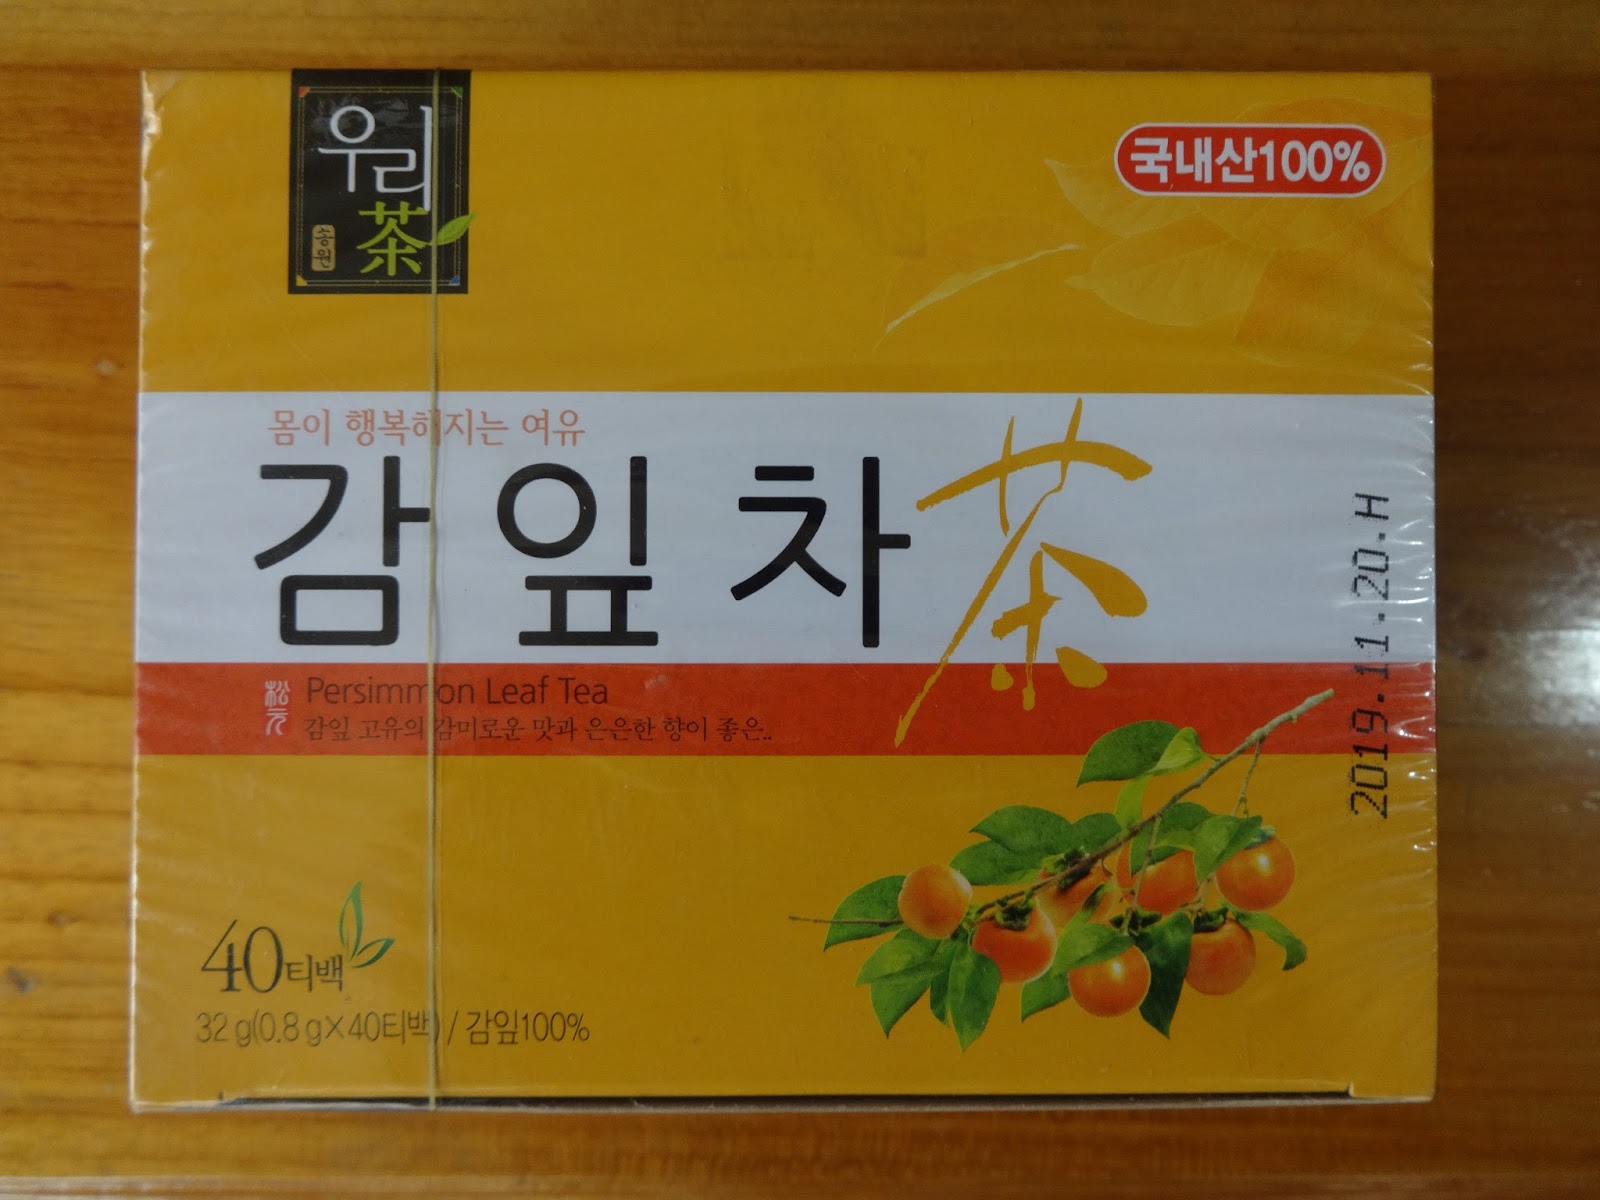 우리
茶
송원
국내산100%
몸이 행복해지는 여유
감잎차 茶
松元
Persimmon Leaf Tea
감잎 고유의 감미로운 맛과 은은한 향이 좋은..
2019.11.20.H
40티백
32 g(0.8 g×40티백) / 감잎100%